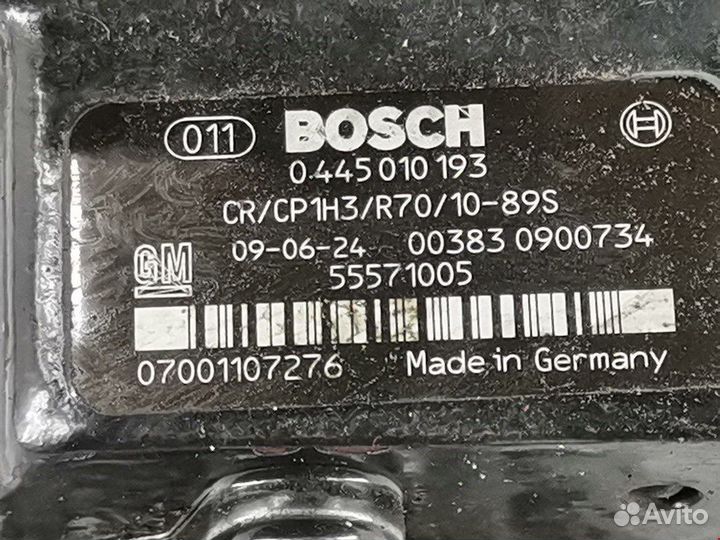 011 BOSCH
0 445 010 193
CR/CP1H3/R70/10-89S
GM 09-06-24 00383 0900734
55571005
07001107276 Made in Germany
Avito